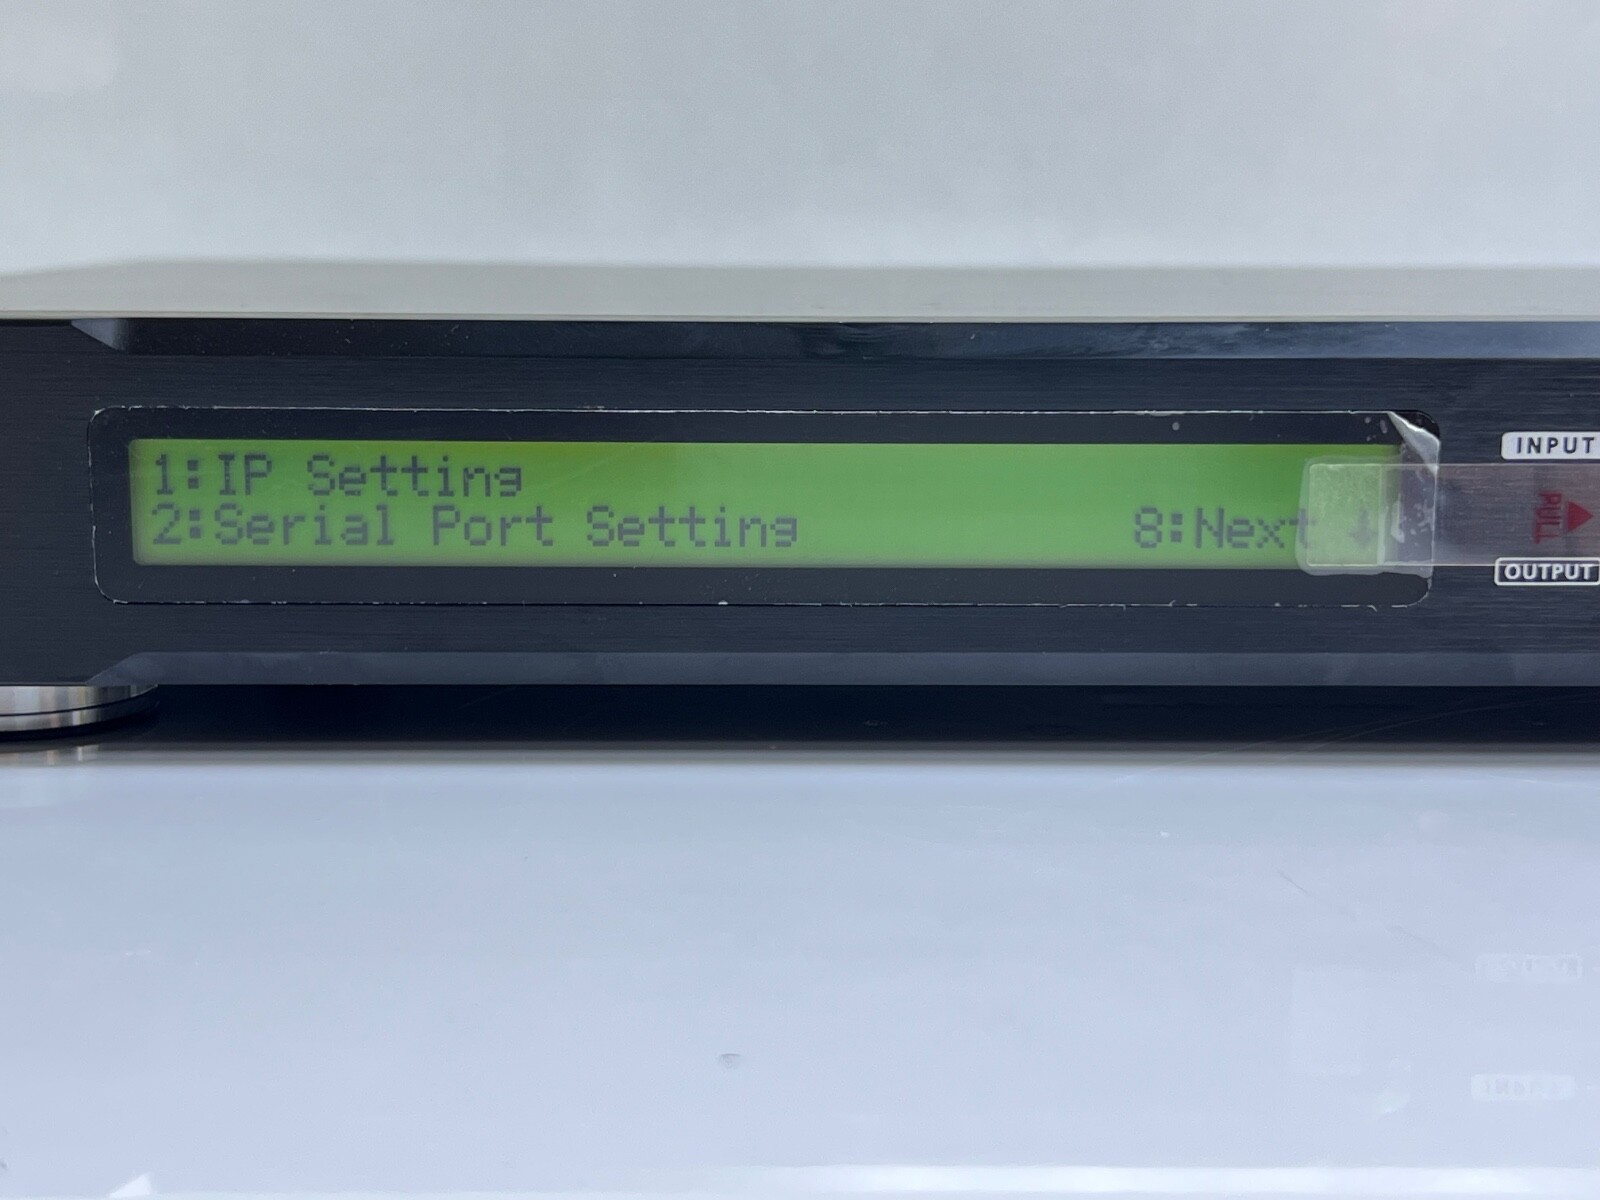 1:IP Setting
2:Serial Port Setting 8:Next ↓
INPUT
PULL
OUTPUT